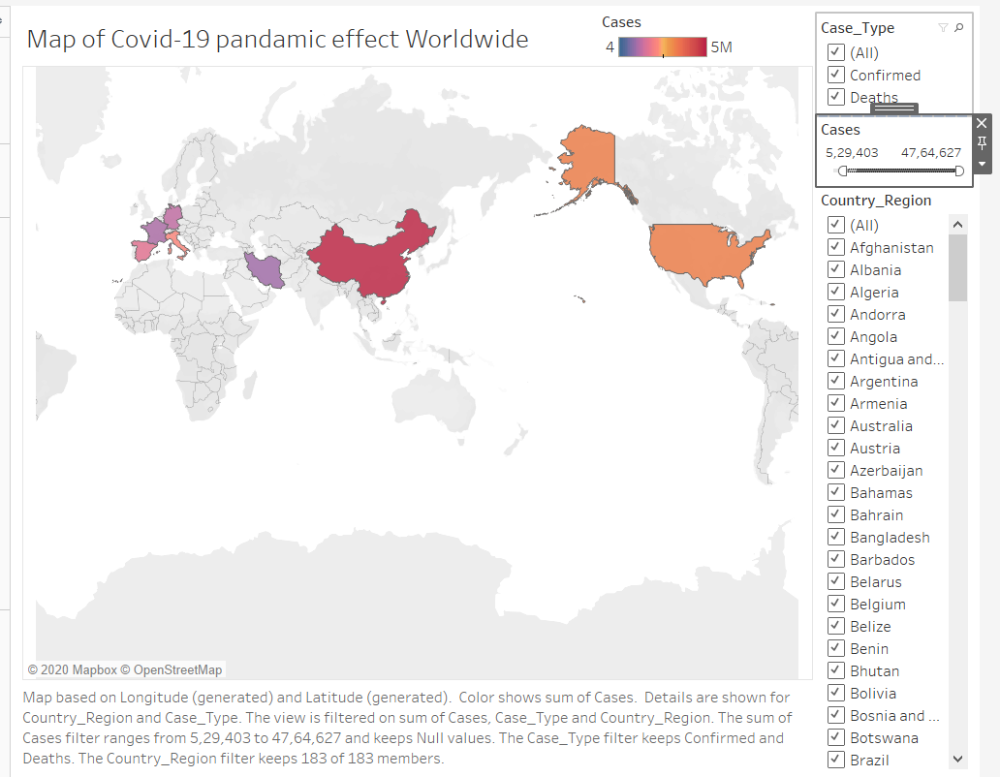 Map of Covid-19 pandamic effect Worldwide
Cases
4 5M
Case_Type
(All)
Confirmed
Deaths
Cases
5,29,403 47,64,627
Country_Region
(All)
Afghanistan
Albania
Algeria
Andorra
Angola
Antigua and...
Argentina
Armenia
Australia
Austria
Azerbaijan
Bahamas
Bahrain
Bangladesh
Barbados
Belarus
Belgium
Belize
Benin
Bhutan
Bolivia
Bosnia and ...
Botswana
Brazil
© 2020 Mapbox © OpenStreetMap
Map based on Longitude (generated) and Latitude (generated).  Color shows sum of Cases.  Details are shown for
Country_Region and Case_Type. The view is filtered on sum of Cases, Case_Type and Country_Region. The sum of
Cases filter ranges from 5,29,403 to 47,64,627 and keeps Null values. The Case_Type filter keeps Confirmed and
Deaths. The Country_Region filter keeps 183 of 183 members.